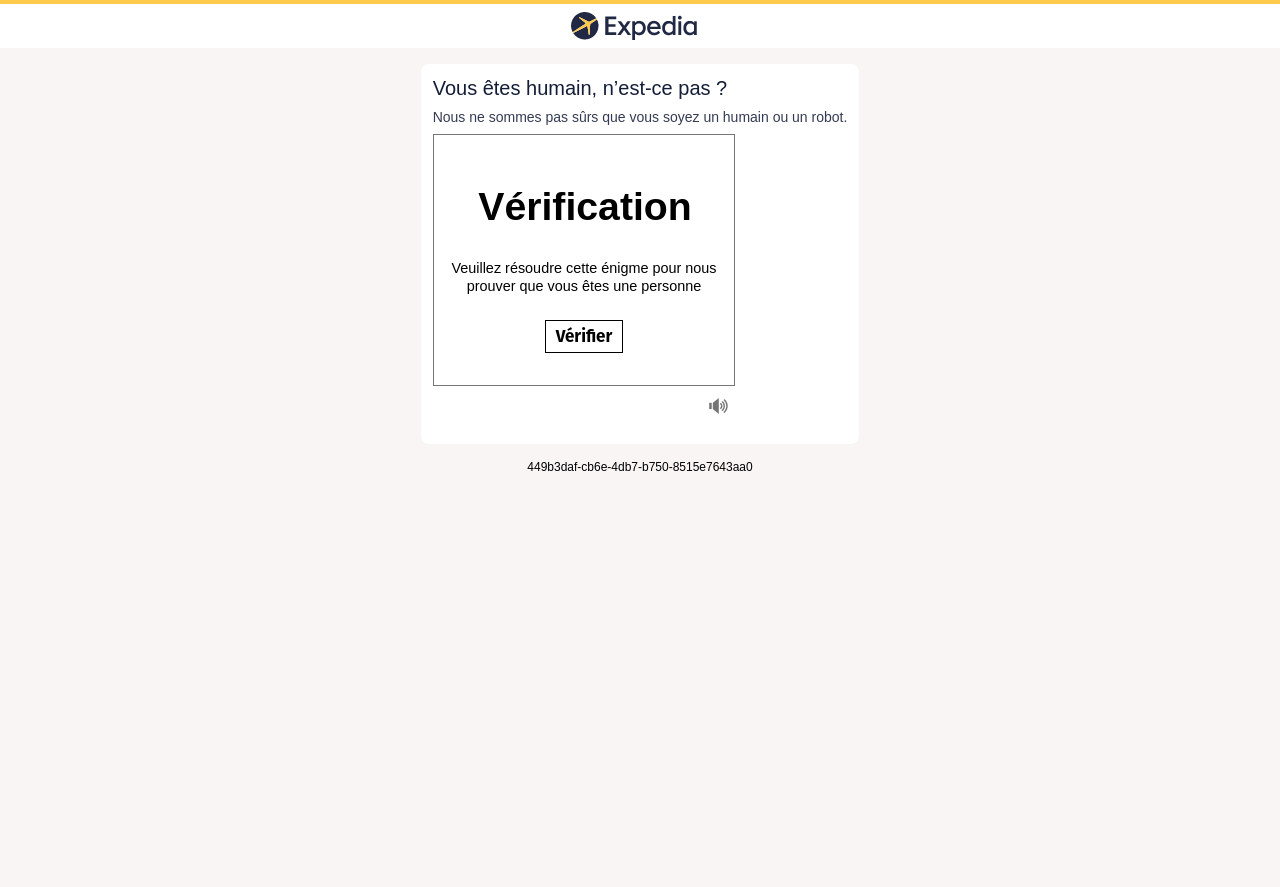 Expedia
Vous êtes humain, n’est-ce pas ?
Nous ne sommes pas sûrs que vous soyez un humain ou un robot.
Vérification
Veuillez résoudre cette énigme pour nous
prouver que vous êtes une personne
Vérifier
449b3daf-cb6e-4db7-b750-8515e7643aa0